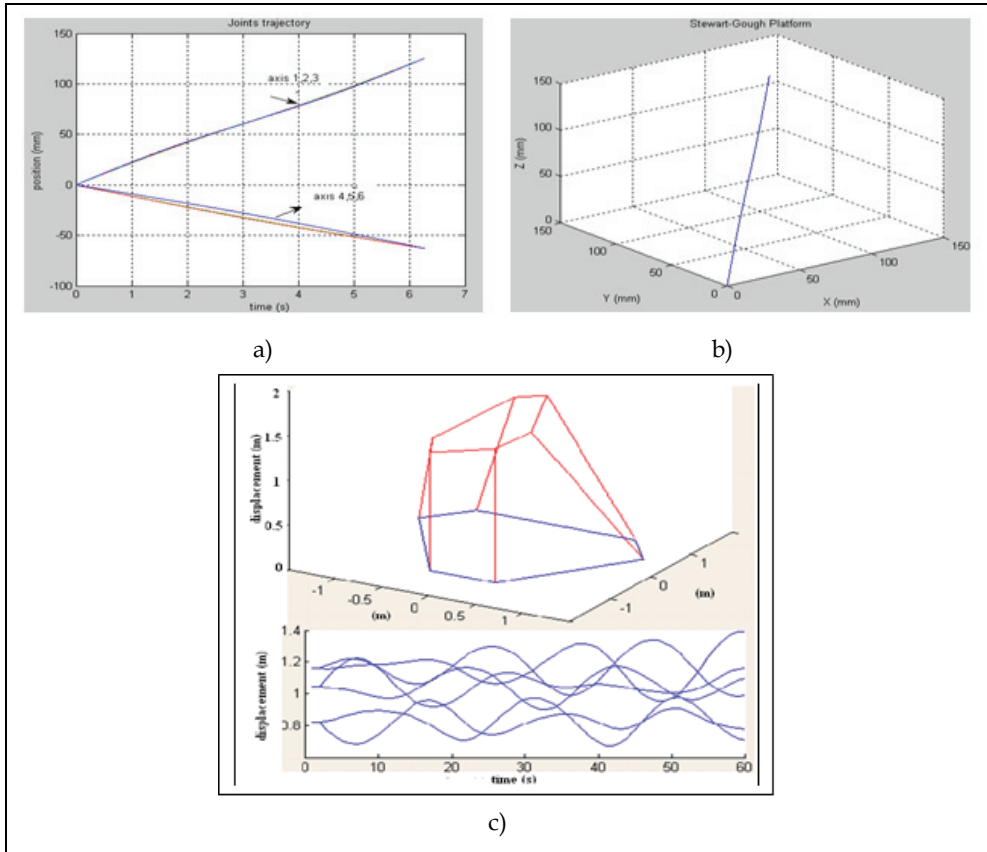 Joints trajectory
150
100
50
0
-50
-100
position (mm)
axis 1,2,3
axis 4,5,6
0 1 2 3 4 5 6 7
time (s)
a)
Stewart-Gough Platform
150
100
50
0
Z (mm)
150
100
50
0
Y (mm)
0
50
100
150
X (mm)
b)
2
1.5
1
0.5
0
displacement (m)
-1 -0.5 0 0.5 1
(m)
-1 0 1
(m)
1.4
1.2
1
0.8
displacement (m)
0 10 20 30 40 50 60
time (s)
c)